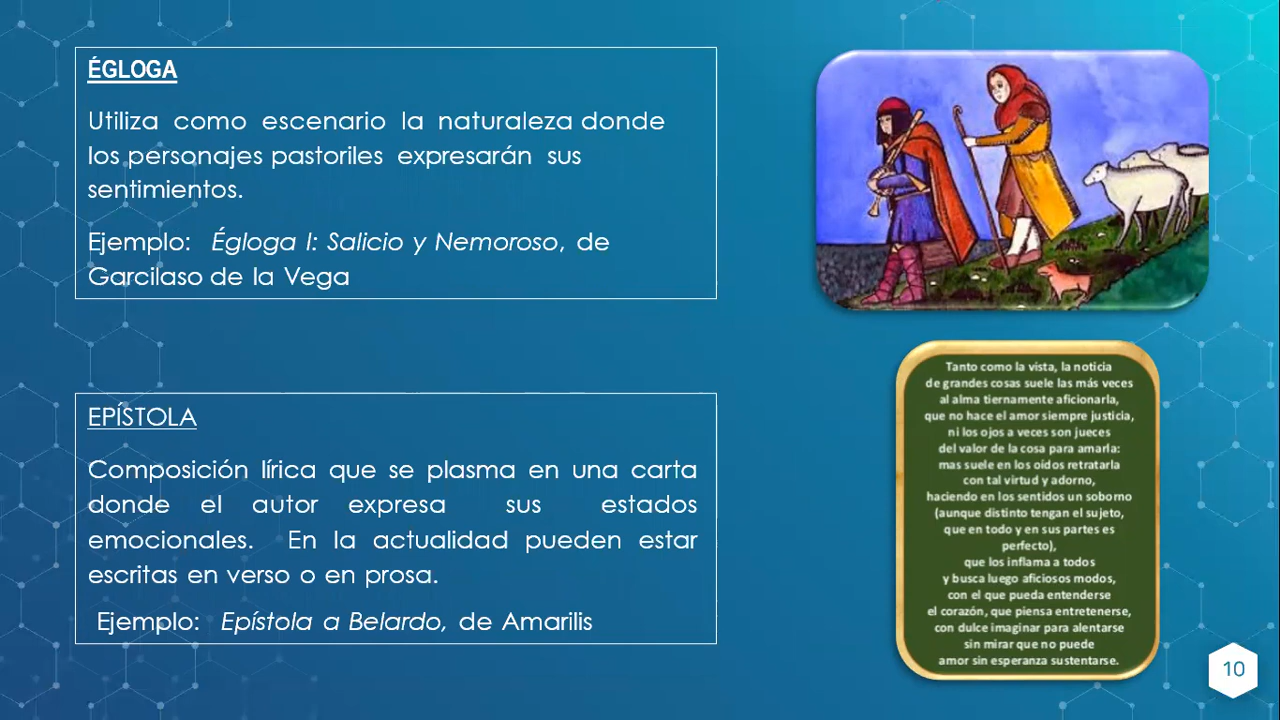 ÉGLOGA
Utiliza como escenario la naturaleza donde
los personajes pastoriles expresarán sus
sentimientos.
Ejemplo: Égloga I: Salicio y Nemoroso, de
Garcilaso de la Vega
EPÍSTOLA
Composición lírica que se plasma en una carta
donde el autor expresa sus estados
emocionales. En la actualidad pueden estar
escritas en verso o en prosa.
Ejemplo: Epístola a Belardo, de Amarilis
Tanto como la vista, la noticia
de grandes cosas suele las más veces
al alma tiernamente aficionarla,
que no hace el amor siempre justicia,
ni los ojos a veces son jueces
del valor de la cosa para amarla:
mas suele en los oídos retratarla
con tal virtud y adorno,
haciendo en los sentidos un soborno
(aunque distinto tengan el sujeto,
que en todo y en sus partes es
perfecto),
que los inflama a todos
y busca luego aficiosos modos,
con el que pueda entenderse
el corazón, que piensa entretenerse,
con dulce imaginar para alentarse
sin mirar que no puede
amor sin esperanza sustentarse.
10